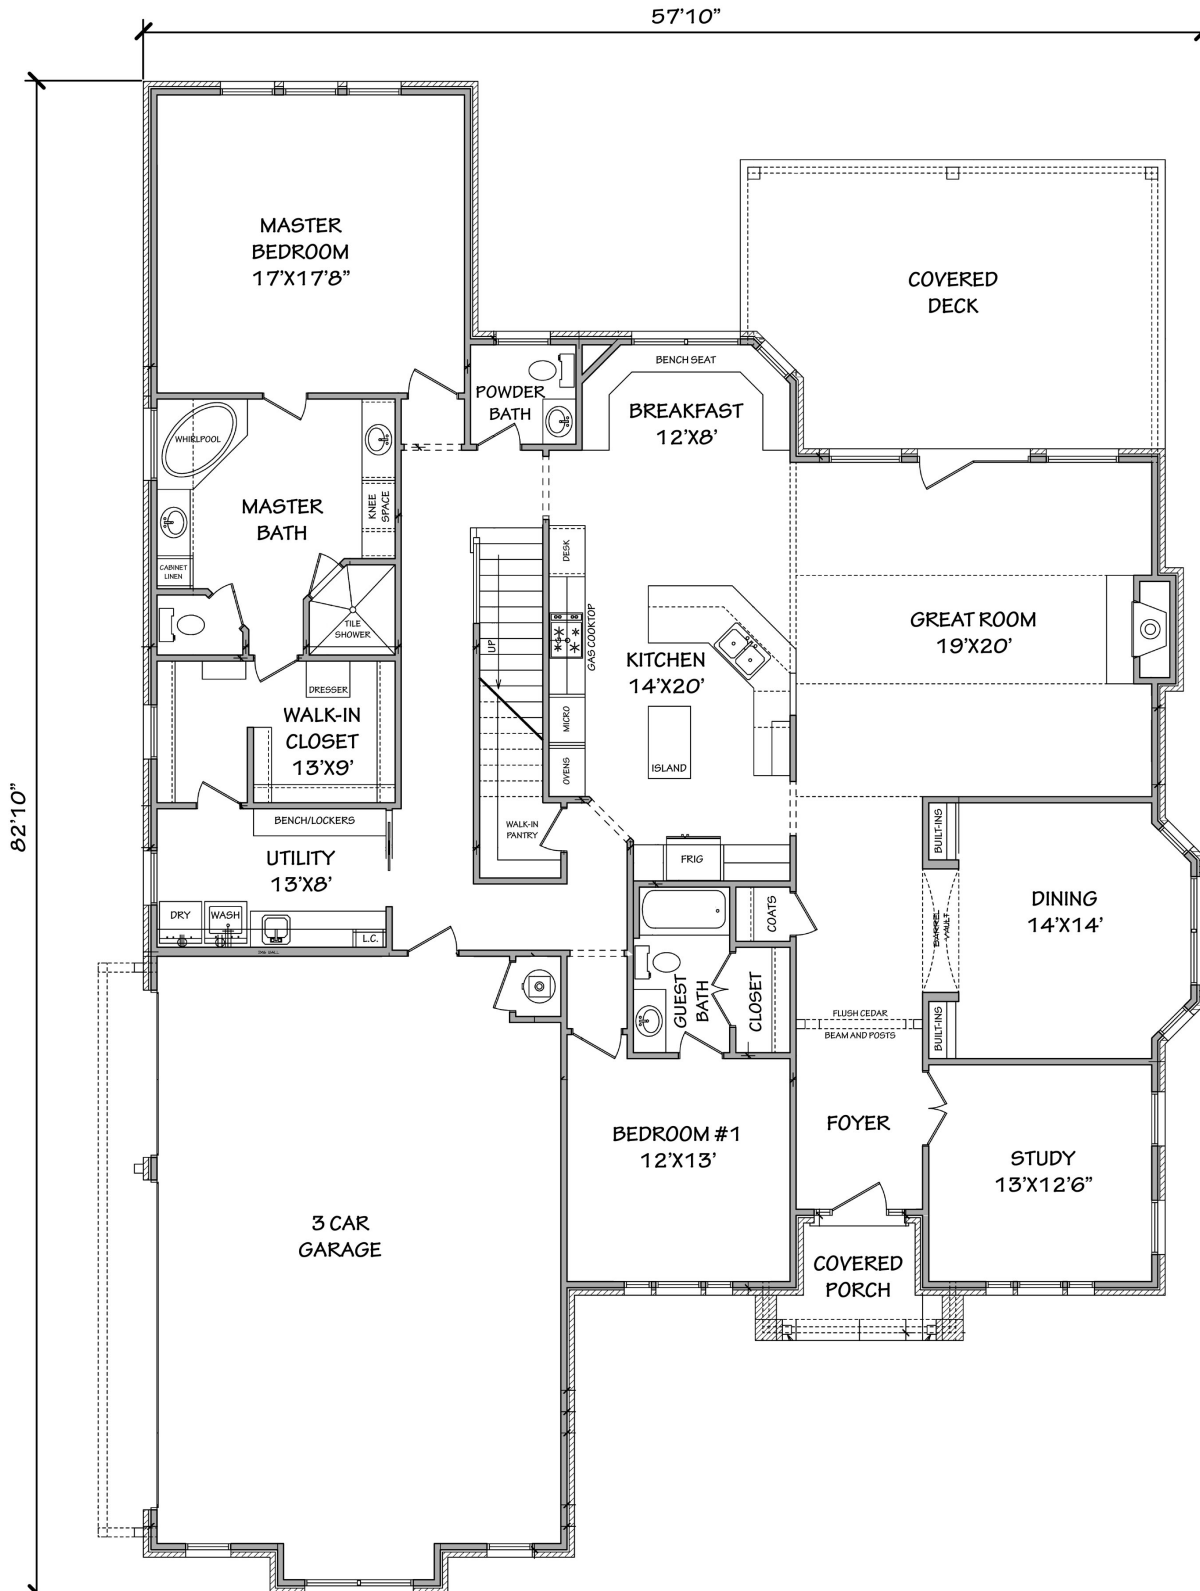 57'10"
82'10"
MASTER
BEDROOM
17'X17'8"
COVERED
DECK
BENCH SEAT
POWDER
BATH
BREAKFAST
12'X8'
WHIRLPOOL
KNEE
SPACE
MASTER
BATH
CABINET
LINEN
TILE
SHOWER
DESK
GAS COOKTOP
UP
GREAT ROOM
19'X20'
KITCHEN
14'X20'
DRESSER
WALK-IN
CLOSET
13'X9'
MICRO
ISLAND
OVENS
BENCH/LOCKERS
WALK-IN
PANTRY
BUILT-INS
UTILITY
13'X8'
FRIG
DINING
14'X14'
DRY
WASH
L.C.
COATS
BARREL
VAULT
GUEST
BATH
CLOSET
FLUSH CEDAR
BEAM AND POSTS
BUILT-INS
BEDROOM #1
12'X13'
FOYER
STUDY
13'X12'6"
3 CAR
GARAGE
COVERED
PORCH